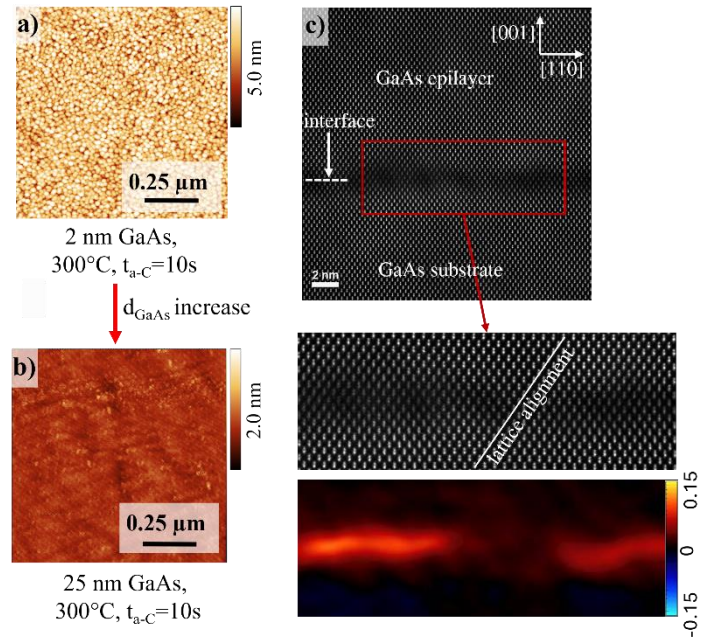 a)
5.0 nm
0.25 µm
2 nm GaAs,
300°C, tₐ₋C=10s
d_GaAs increase
b)
2.0 nm
0.25 µm
25 nm GaAs,
300°C, tₐ₋C=10s
c)
[001]
[110]
GaAs epilayer
interface
2 nm
GaAs substrate
lattice alignment
0.15
0
-0.15